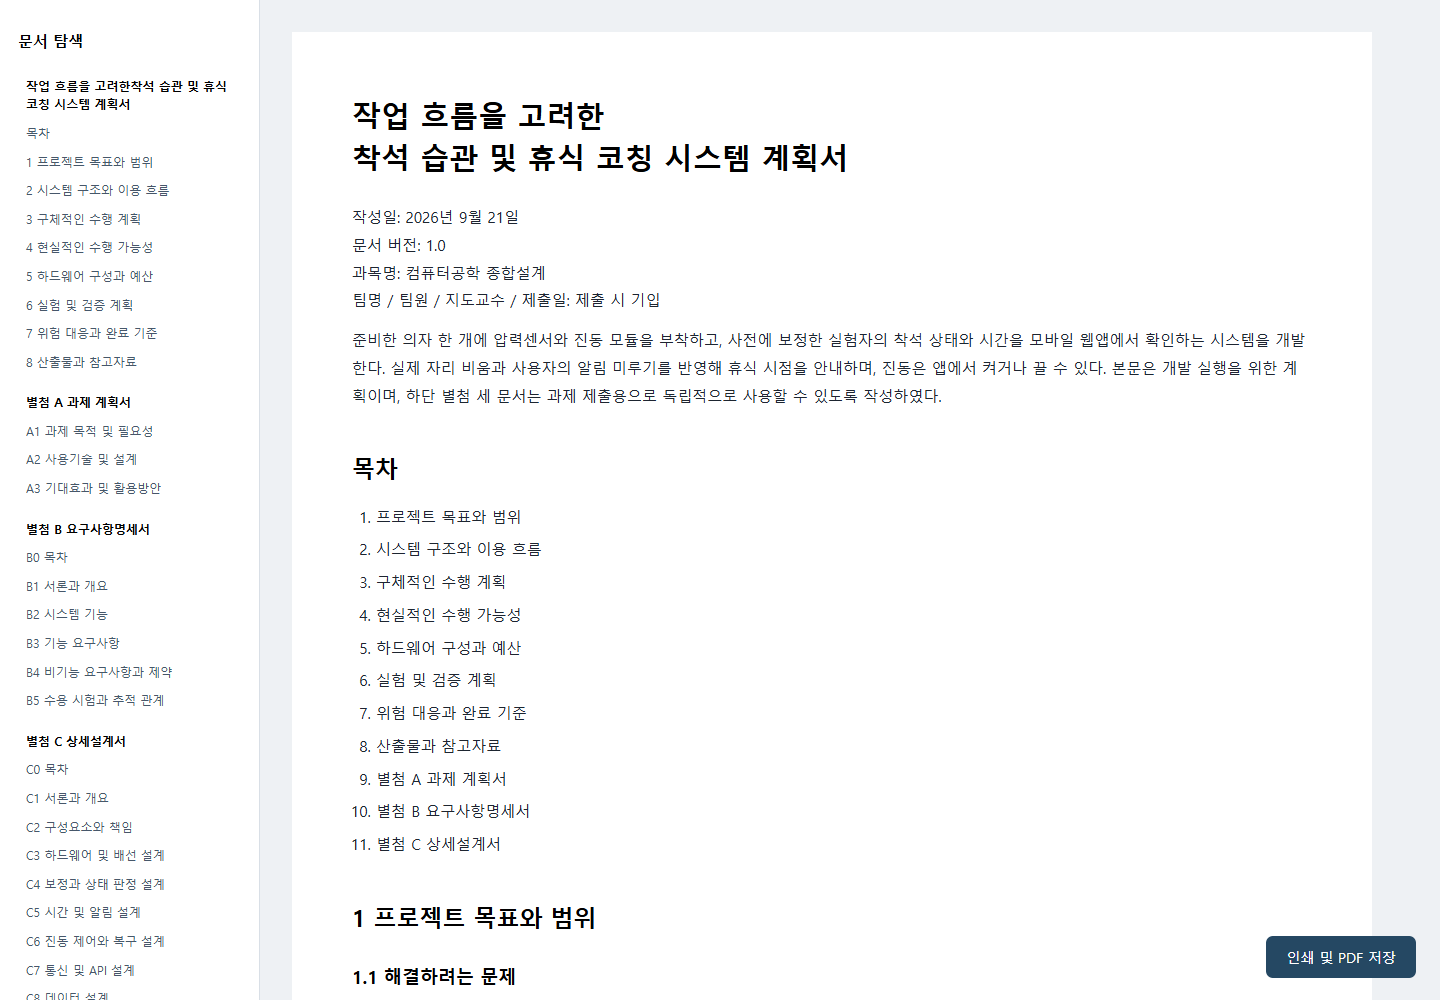 문서 탐색
작업 흐름을 고려한착석 습관 및 휴식
코칭 시스템 계획서
목차
1 프로젝트 목표와 범위
2 시스템 구조와 이용 흐름
3 구체적인 수행 계획
4 현실적인 수행 가능성
5 하드웨어 구성과 예산
6 실험 및 검증 계획
7 위험 대응과 완료 기준
8 산출물과 참고자료
별첨 A 과제 계획서
A1 과제 목적 및 필요성
A2 사용기술 및 설계
A3 기대효과 및 활용방안
별첨 B 요구사항명세서
B0 목차
B1 서론과 개요
B2 시스템 기능
B3 기능 요구사항
B4 비기능 요구사항과 제약
B5 수용 시험과 추적 관계
별첨 C 상세설계서
C0 목차
C1 서론과 개요
C2 구성요소와 책임
C3 하드웨어 및 배선 설계
C4 보정과 상태 판정 설계
C5 시간 및 알림 설계
C6 진동 제어와 복구 설계
C7 통신 및 API 설계
C8 데이터 설계
작업 흐름을 고려한
착석 습관 및 휴식 코칭 시스템 계획서
작성일: 2026년 9월 21일
문서 버전: 1.0
과목명: 컴퓨터공학 종합설계
팀명 / 팀원 / 지도교수 / 제출일: 제출 시 기입
준비한 의자 한 개에 압력센서와 진동 모듈을 부착하고, 사전에 보정한 실험자의 착석 상태와 시간을 모바일 웹앱에서 확인하는 시스템을 개발
한다. 실제 자리 비움과 사용자의 알림 미루기를 반영해 휴식 시점을 안내하며, 진동은 앱에서 켜거나 끌 수 있다. 본문은 개발 실행을 위한 계
획이며, 하단 별첨 세 문서는 과제 제출용으로 독립적으로 사용할 수 있도록 작성하였다.
목차
1. 프로젝트 목표와 범위
2. 시스템 구조와 이용 흐름
3. 구체적인 수행 계획
4. 현실적인 수행 가능성
5. 하드웨어 구성과 예산
6. 실험 및 검증 계획
7. 위험 대응과 완료 기준
8. 산출물과 참고자료
9. 별첨 A 과제 계획서
10. 별첨 B 요구사항명세서
11. 별첨 C 상세설계서
1 프로젝트 목표와 범위
1.1 해결하려는 문제
인쇄 및 PDF 저장